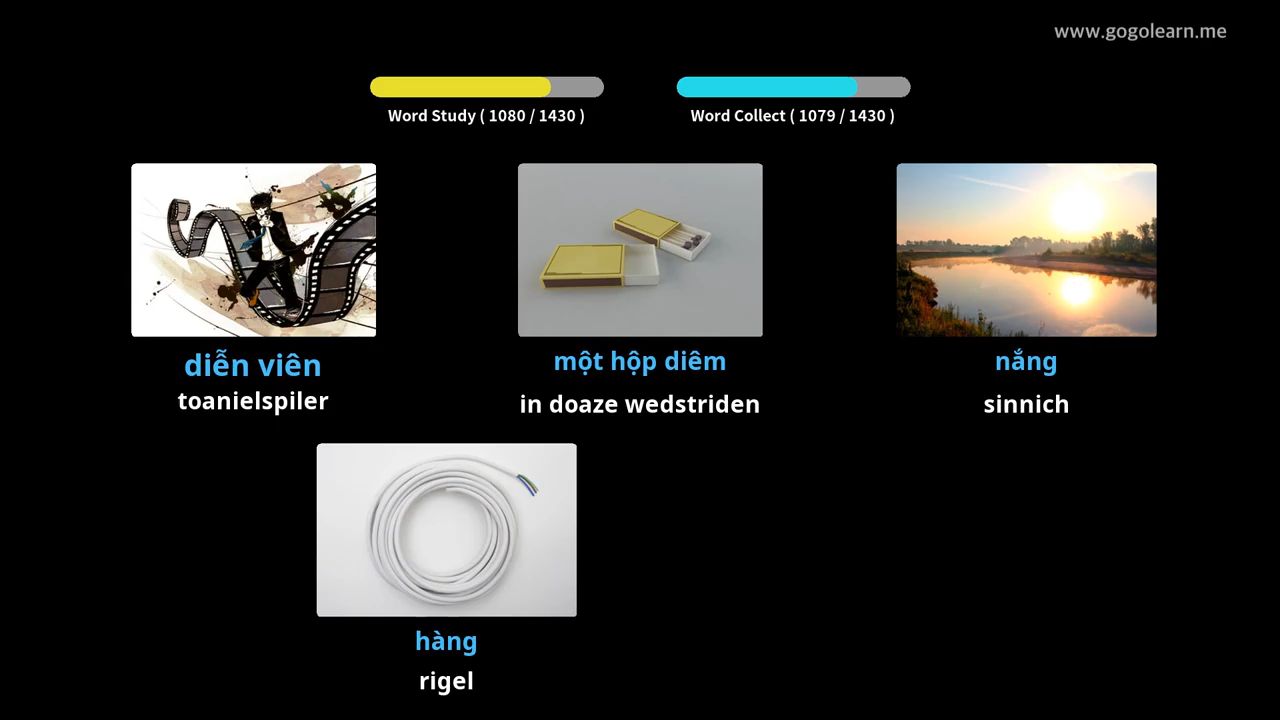 www.gogolearn.me
Word Study ( 1080 / 1430 )
Word Collect ( 1079 / 1430 )
diễn viên
toanielspiler
một hộp diêm
in doaze wedstriden
nắng
sinnich
hàng
rigel